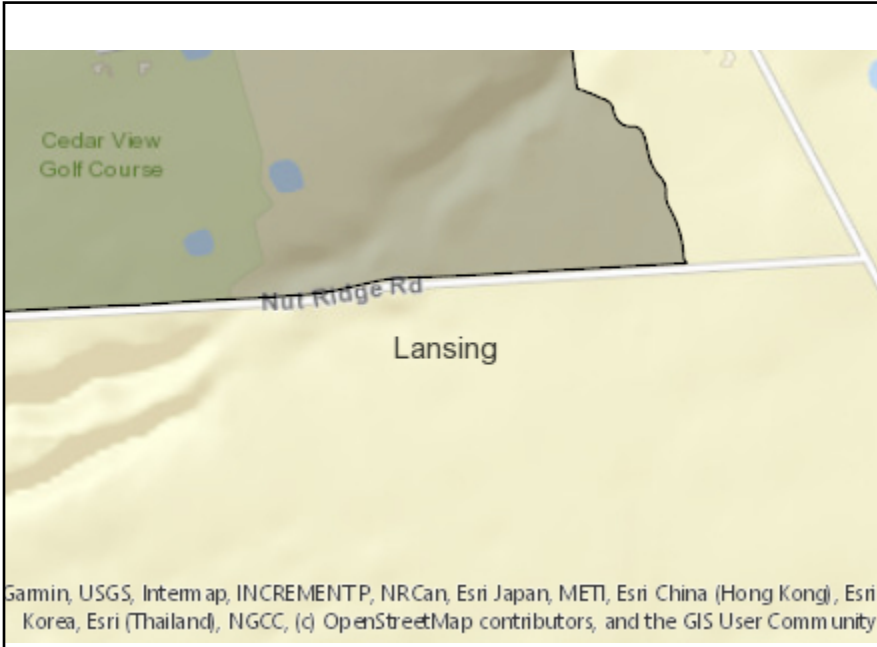 Cedar View
Golf Course
Nut Ridge Rd
Lansing
Garmin, USGS, Intermap, INCREMENT P, NRCan, Esri Japan, METI, Esri China (Hong Kong), Esri
Korea, Esri (Thailand), NGCC, (c) OpenStreetMap contributors, and the GIS User Community